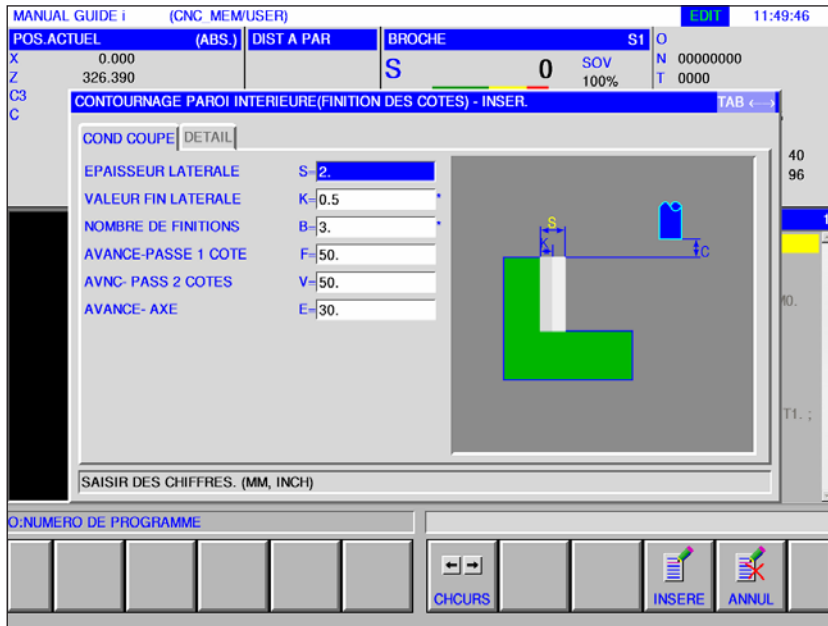 MANUAL GUIDE i (CNC_MEM/USER) EDIT 11:49:46
POS.ACTUEL (ABS.) DIST A PAR BROCHE S1 O
X 0.000 S 0 SOV N 00000000
Z 326.390 100% T 0000
C3
C
CONTOURNAGE PAROI INTERIEURE(FINITION DES COTES) - INSER. TAB ←→
COND COUPE DETAIL
EPAISSEUR LATERALE S=2.
VALEUR FIN LATERALE K=0.5 *
NOMBRE DE FINITIONS B=3. *
AVANCE-PASSE 1 COTE F=50.
AVNC- PASS 2 COTES V=50.
AVANCE- AXE E=30.
S
K
C
40
96
1
M0.
T1. ;
SAISIR DES CHIFFRES. (MM, INCH)
O:NUMERO DE PROGRAMME
CHCURS INSERE ANNUL